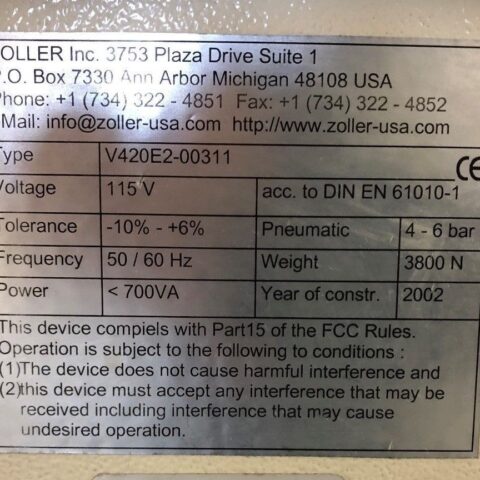 OLLER Inc. 3753 Plaza Drive Suite 1
.O. Box 7330 Ann Arbor Michigan 48108 USA
hone: +1 (734) 322 - 4851 Fax: +1 (734) 322 - 4852
-Mail: info@zoller-usa.com http://www.zoller-usa.com
Type V420E2-00311 CE
Voltage 115 V acc. to DIN EN 61010-1
Tolerance -10% - +6% Pneumatic 4 - 6 bar
Frequency 50 / 60 Hz Weight 3800 N
Power < 700VA Year of constr. 2002
This device compiels with Part15 of the FCC Rules.
Operation is subject to the following to conditions :
(1)The device does not cause harmful interference and
(2)this device must accept any interference that may be
received including interference that may cause
undesired operation.